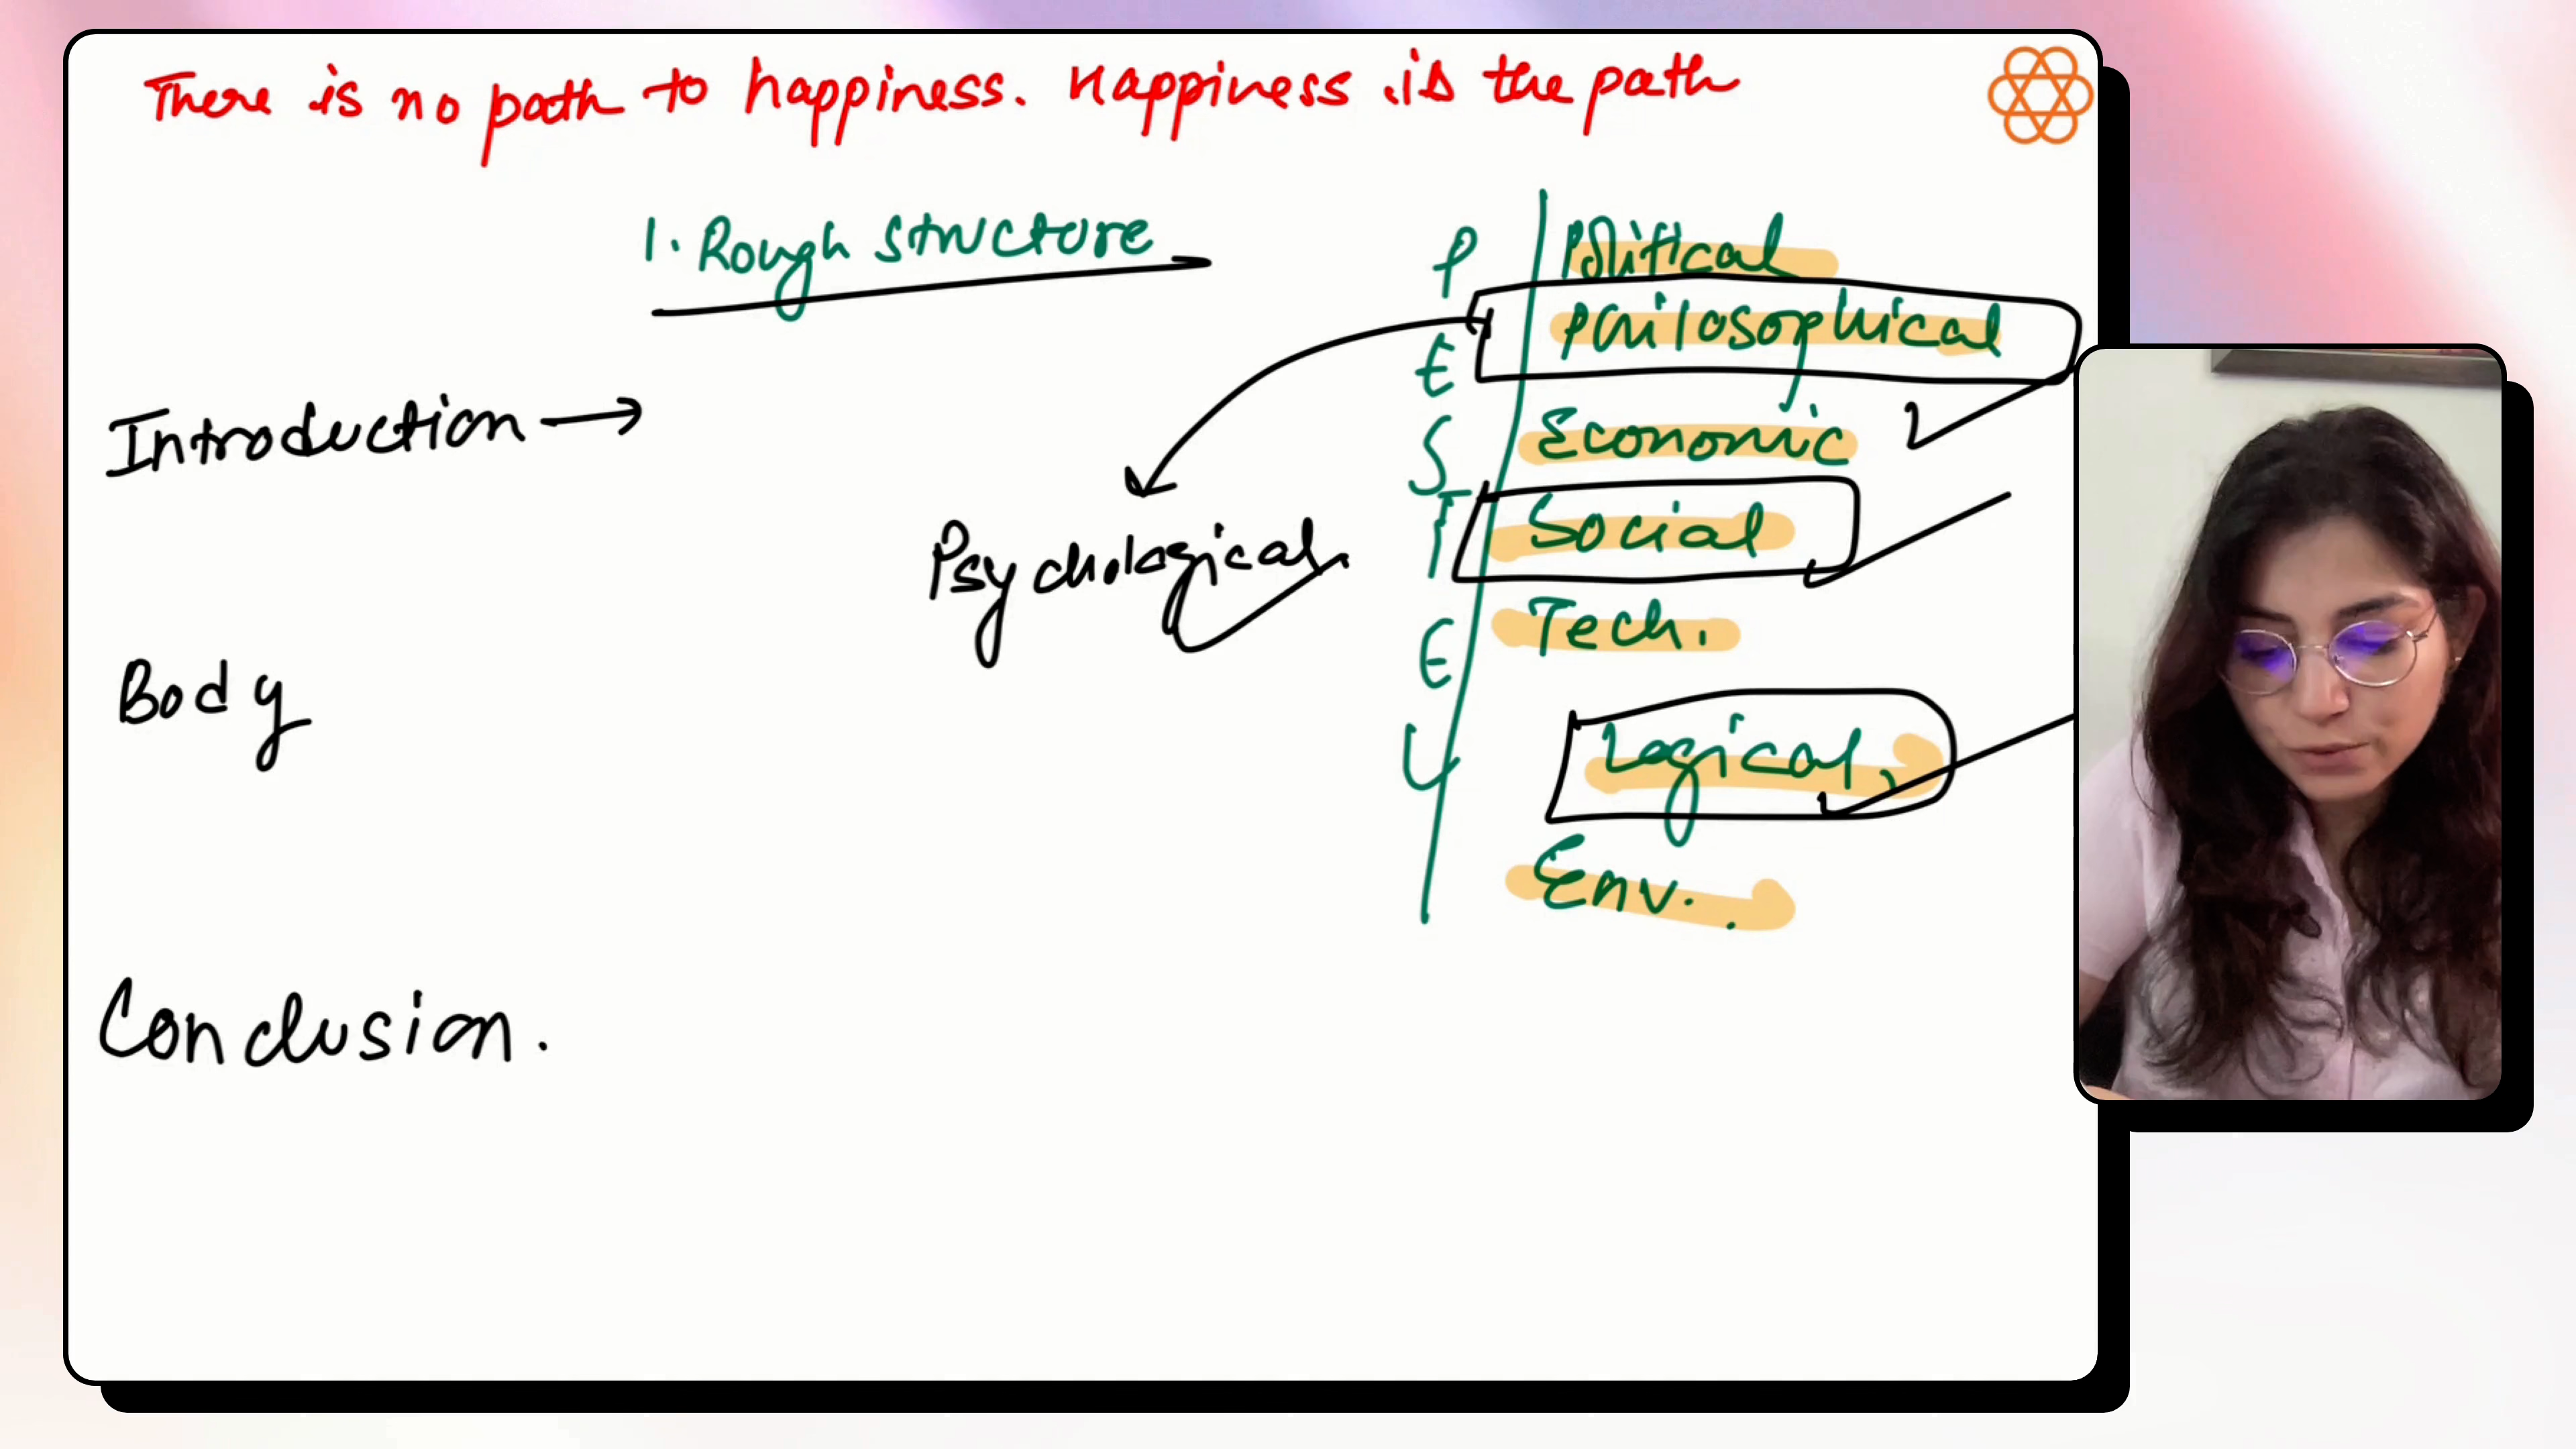 There is no path to happiness. Happiness is the path
1. Rough structure
Introduction →
Body
Conclusion.
Psychological
P
E
S
T
E
L
Political
Philosophical
Economic
Social
Tech.
Logical,
Env..